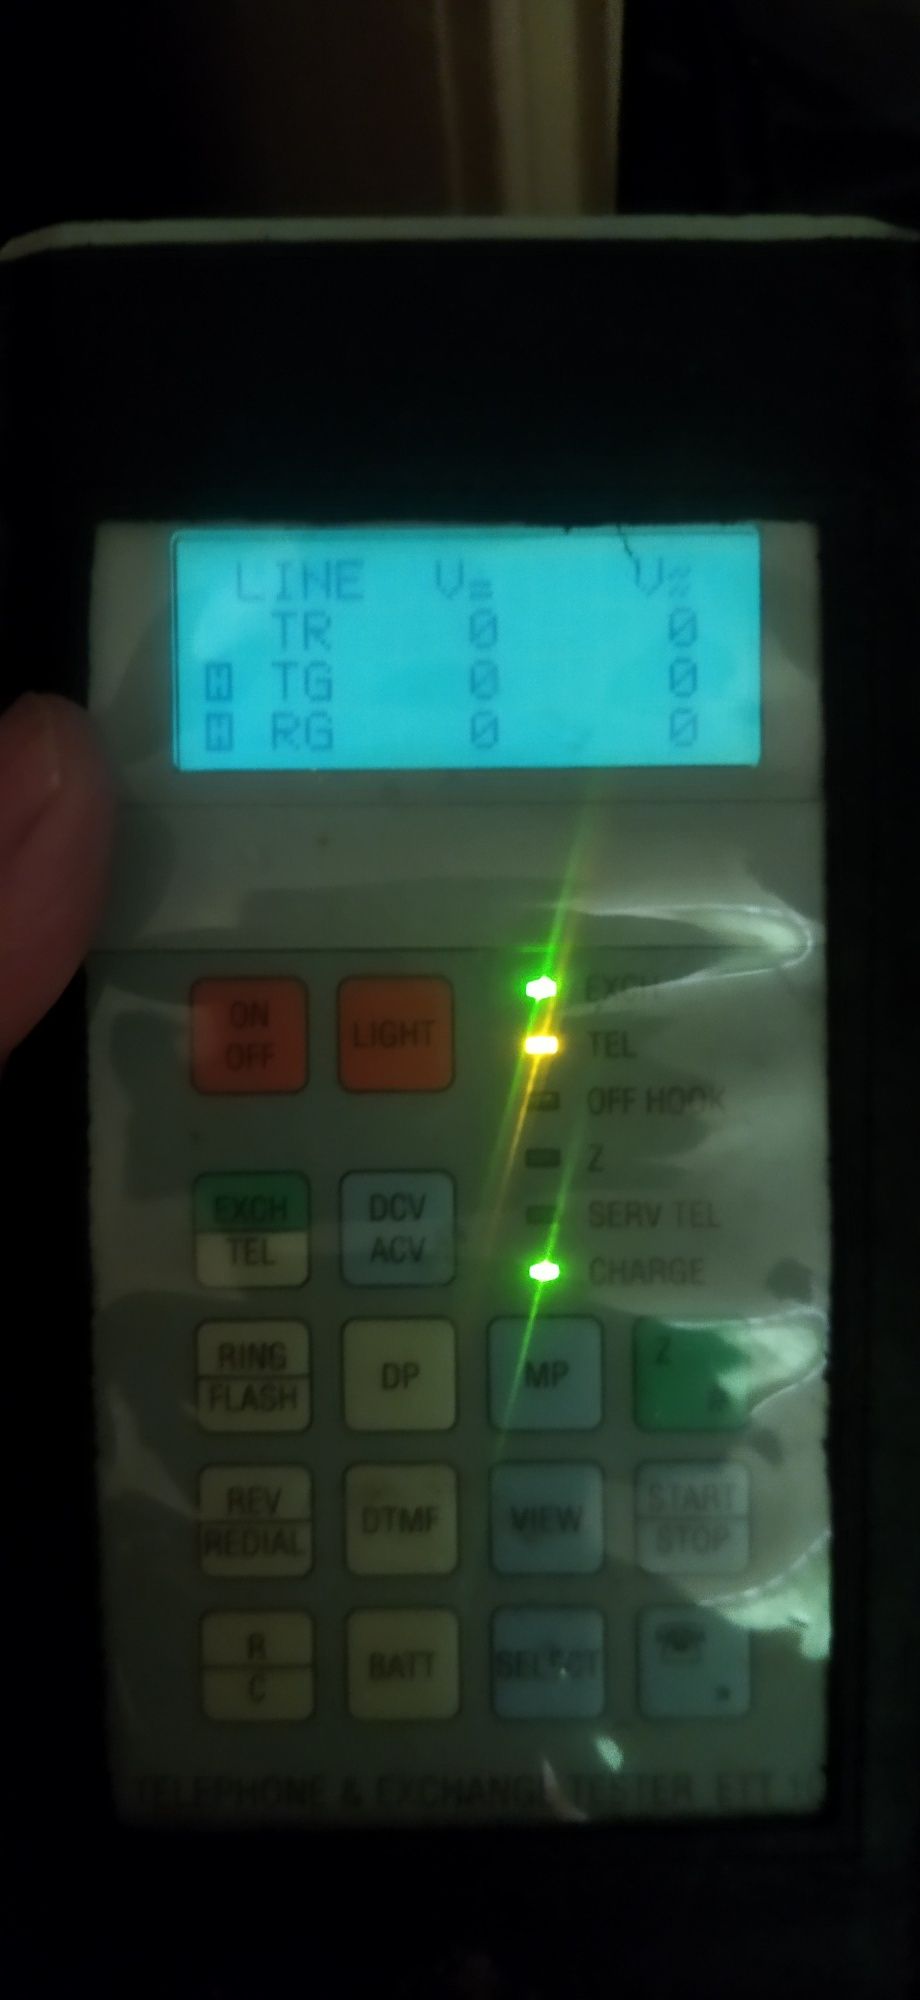 LINE V= V≈
TR 0 0
H TG 0 0
H RG 0 0
ON
OFF
LIGHT
EXCH
TEL
OFF HOOK
Z
SERV TEL
CHARGE
EXCH
TEL
DCV
ACV
RING
FLASH
DP
MP
Z
REV
REDIAL
DTMF
VIEW
START
STOP
R
C
BATT
SELECT
TELEPHONE & EXCHANGE TESTER ETT